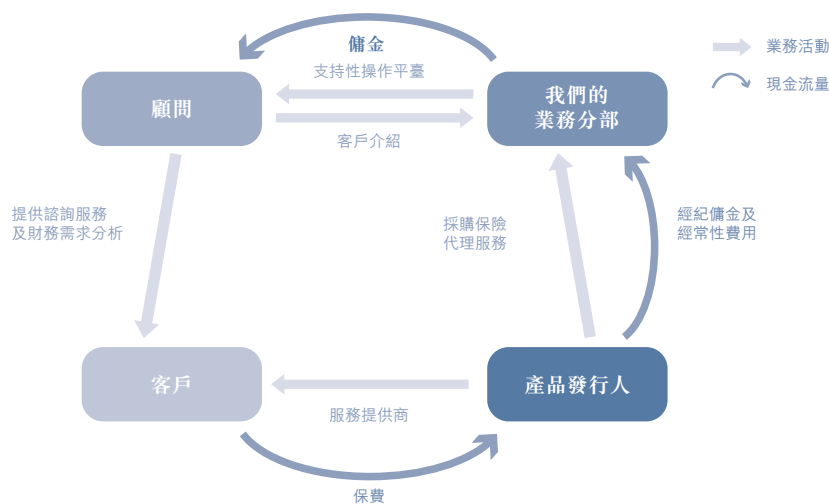 傭金
支持性操作平臺
業務活動
現金流量
顧問
我們的
業務分部
客戶介紹
提供諮詢服務
及財務需求分析
採購保險
代理服務
經紀傭金及
經常性費用
客戶
產品發行人
服務提供商
保費